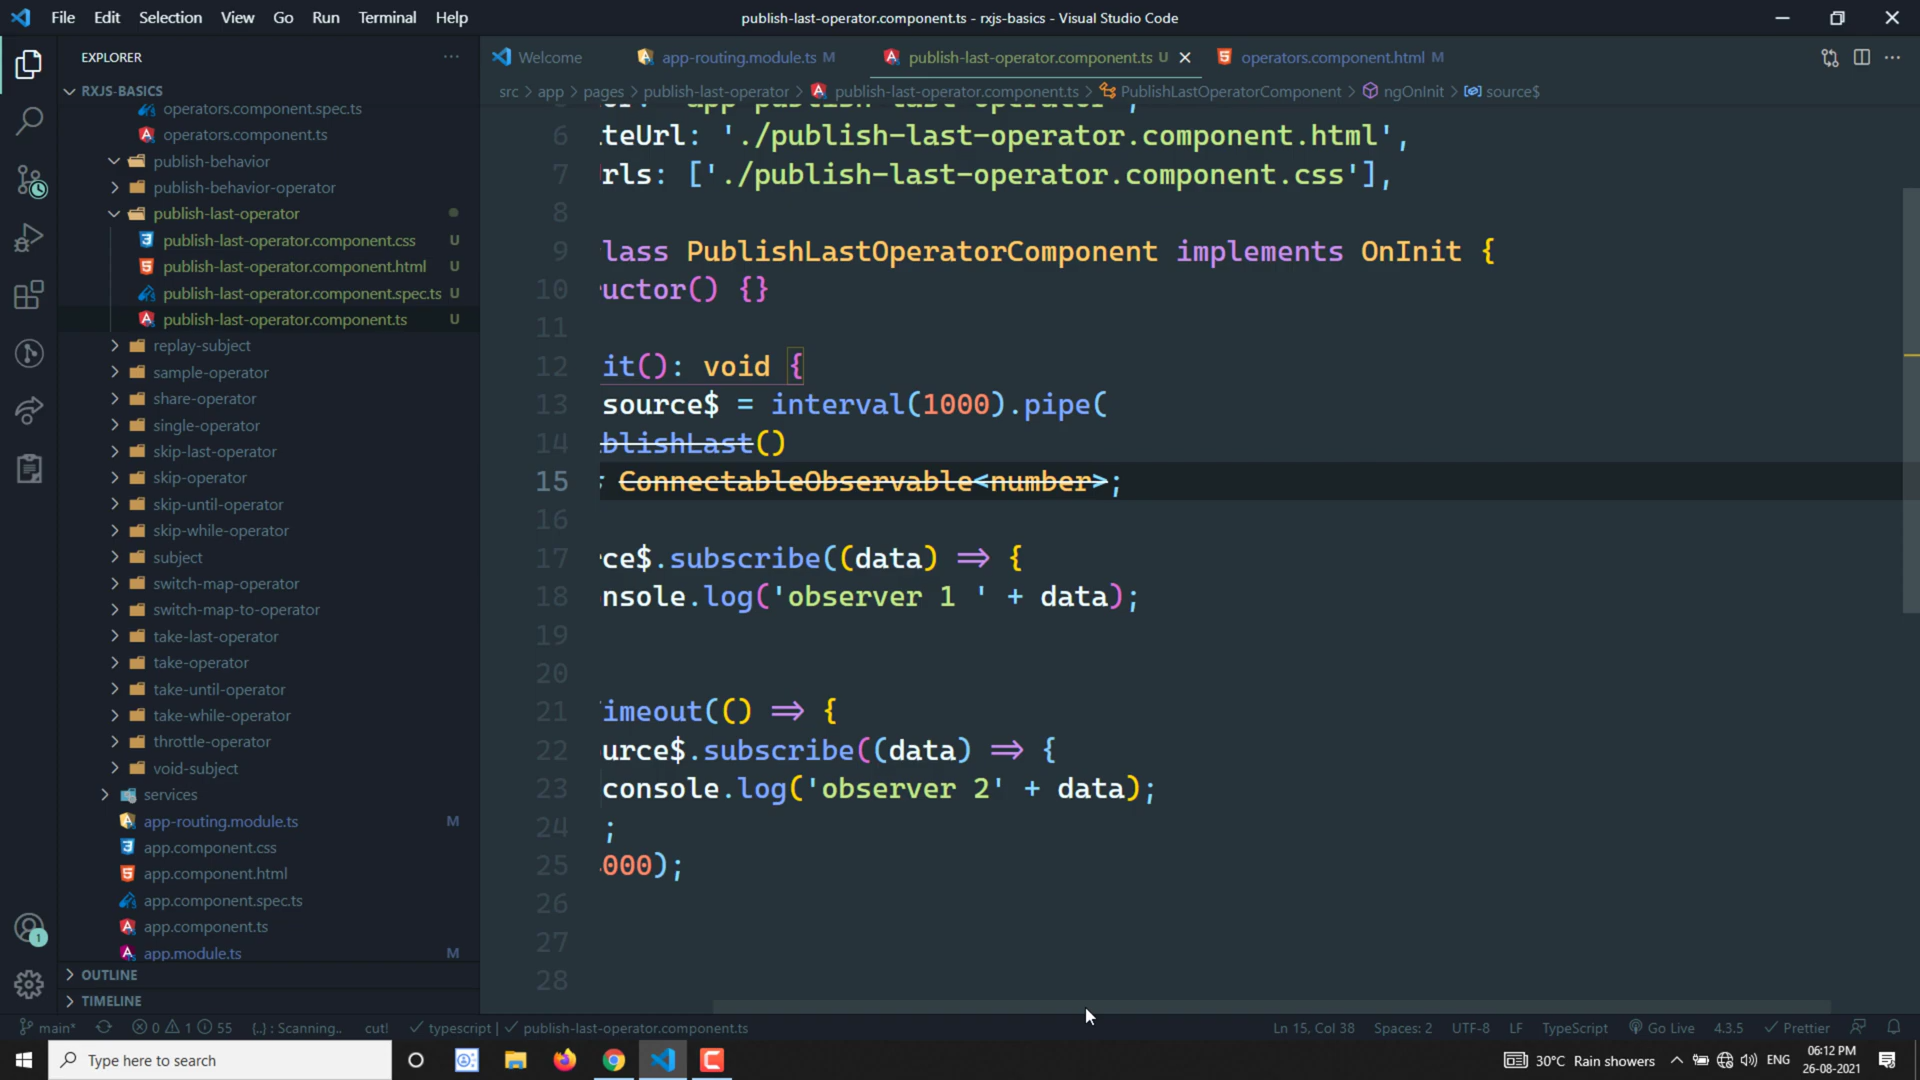 File Edit Selection View Go Run Terminal Help
publish-last-operator.component.ts - rxjs-basics - Visual Studio Code
EXPLORER
RXJS-BASICS
operators.component.spec.ts
operators.component.ts
publish-behavior
publish-behavior-operator
publish-last-operator
publish-last-operator.component.css U
publish-last-operator.component.html U
publish-last-operator.component.spec.ts U
publish-last-operator.component.ts U
replay-subject
sample-operator
share-operator
single-operator
skip-last-operator
skip-operator
skip-until-operator
skip-while-operator
subject
switch-map-operator
switch-map-to-operator
take-last-operator
take-operator
take-until-operator
take-while-operator
throttle-operator
void-subject
services
app-routing.module.ts M
app.component.css
app.component.html
app.component.spec.ts
app.component.ts
app.module.ts M
OUTLINE
TIMELINE
Welcome app-routing.module.ts M publish-last-operator.component.ts U operators.component.html M
src > app > pages > publish-last-operator > publish-last-operator.component.ts > PublishLastOperatorComponent > ngOnInit > source$
6 teUrl: './publish-last-operator.component.html',
7 rls: ['./publish-last-operator.component.css'],
8
9 lass PublishLastOperatorComponent implements OnInit {
10 uctor() {}
11
12 it(): void {
13 source$ = interval(1000).pipe(
14 blishLast()
15 ConnectableObservable<number>;
16
17 ce$.subscribe((data) => {
18 nsole.log('observer 1 ' + data);
19
20
21 imeout(() => {
22 urce$.subscribe((data) => {
23 console.log('observer 2' + data);
24 ;
25 000);
26
27
28
main* 0 1 55 {..} : Scanning.. cut! typescript | publish-last-operator.component.ts
Ln 15, Col 38 Spaces: 2 UTF-8 LF TypeScript Go Live 4.3.5 Prettier
Type here to search
30°C Rain showers ENG
06:12 PM
26-08-2021